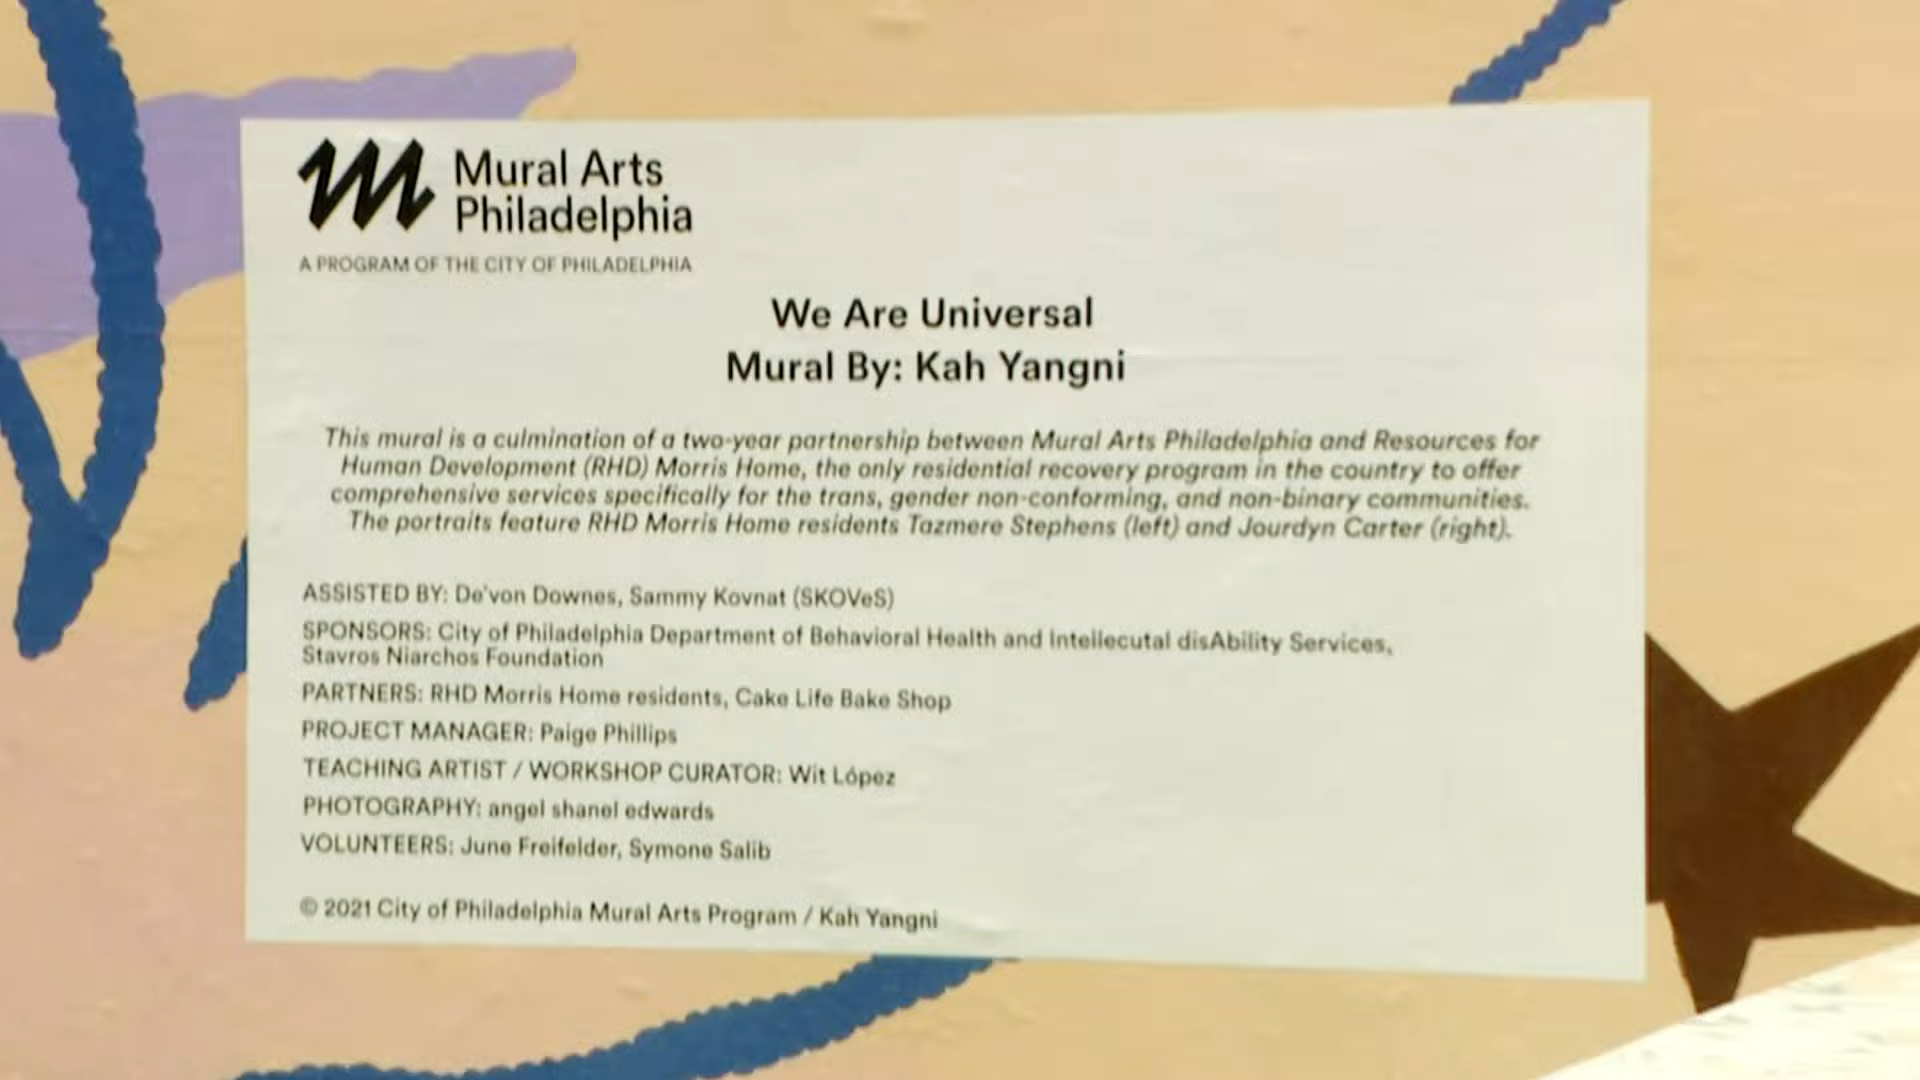 Mural Arts
Philadelphia
A PROGRAM OF THE CITY OF PHILADELPHIA
We Are Universal
Mural By: Kah Yangni
This mural is a culmination of a two-year partnership between Mural Arts Philadelphia and Resources for
Human Development (RHD) Morris Home, the only residential recovery program in the country to offer
comprehensive services specifically for the trans, gender non-conforming, and non-binary communities.
The portraits feature RHD Morris Home residents Tazmere Stephens (left) and Jourdyn Carter (right).
ASSISTED BY: De'von Downes, Sammy Kovnat (SKOVeS)
SPONSORS: City of Philadelphia Department of Behavioral Health and Intellecutal disAbility Services,
Stavros Niarchos Foundation
PARTNERS: RHD Morris Home residents, Cake Life Bake Shop
PROJECT MANAGER: Paige Phillips
TEACHING ARTIST / WORKSHOP CURATOR: Wit López
PHOTOGRAPHY: angel shanel edwards
VOLUNTEERS: June Freifelder, Symone Salib
© 2021 City of Philadelphia Mural Arts Program / Kah Yangni